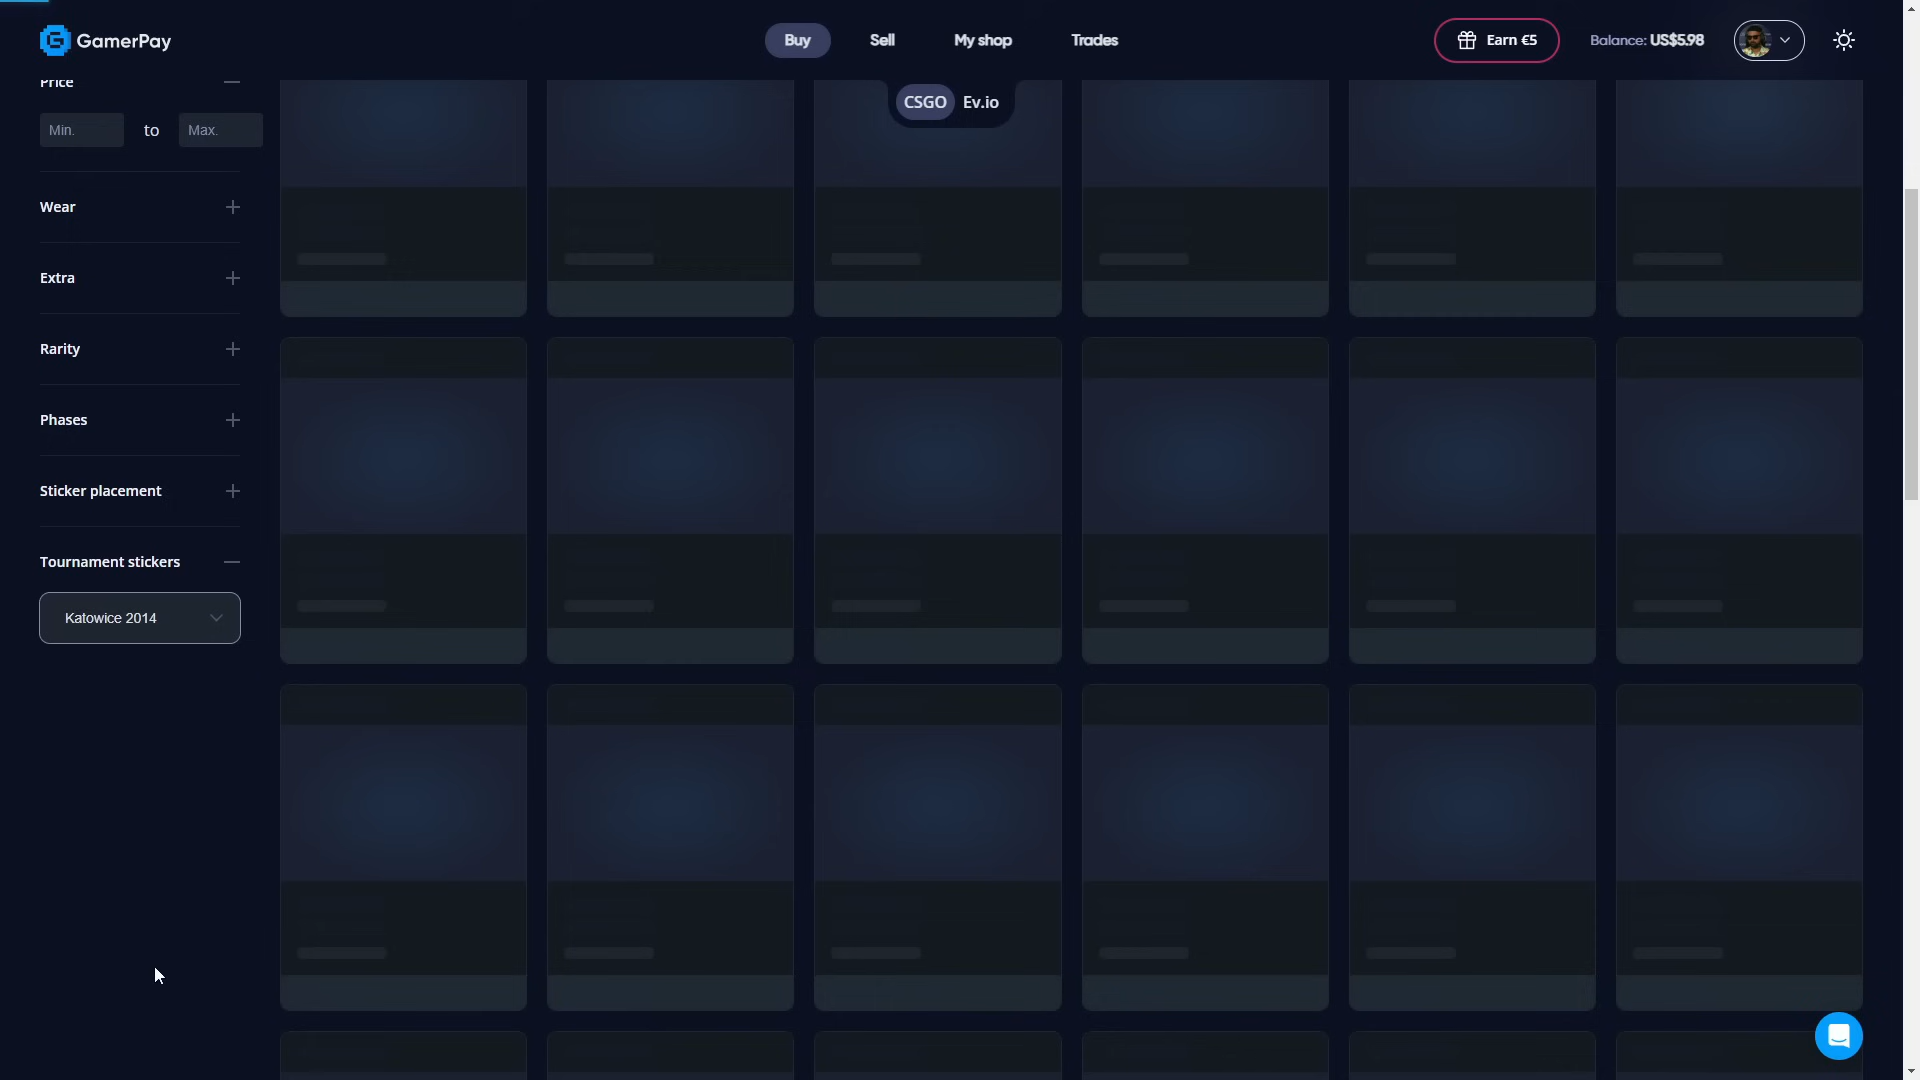 GamerPay
Buy
Sell
My shop
Trades
Earn €5
Balance: US$5.98
CSGO
Ev.io
Price
Min.
to
Max.
Wear
Extra
Rarity
Phases
Sticker placement
Tournament stickers
Katowice 2014